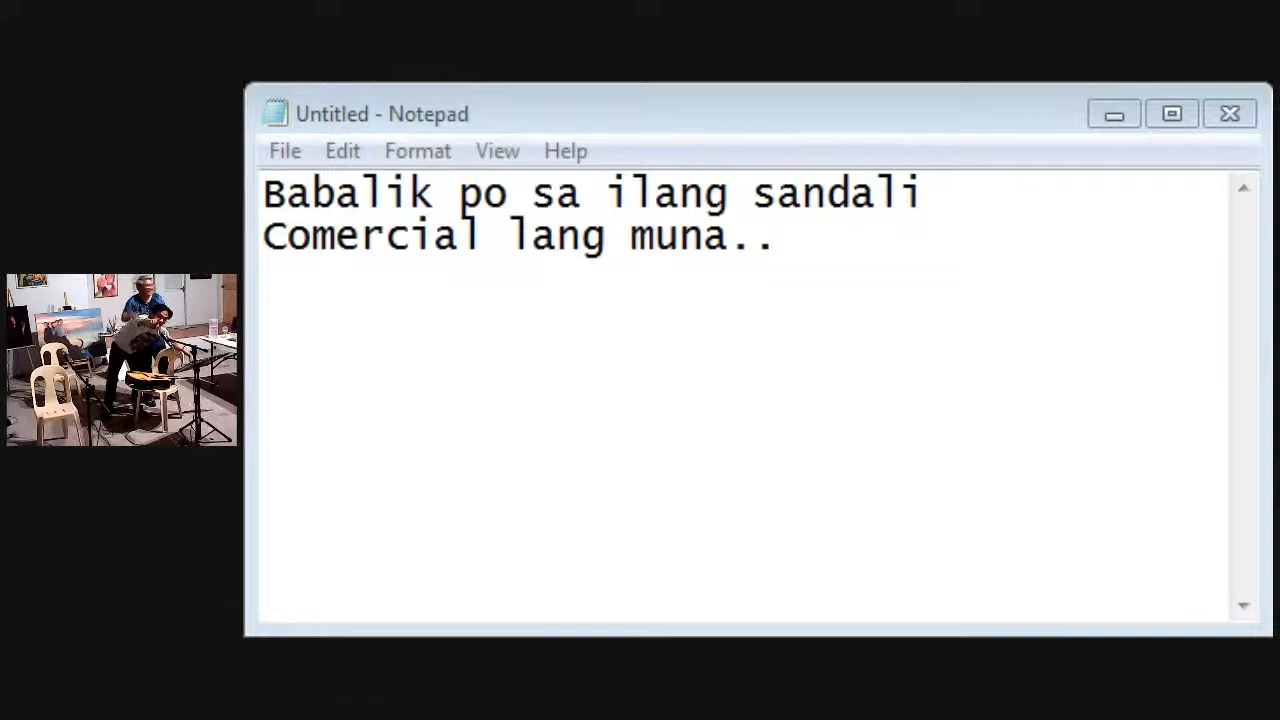 Untitled - Notepad
File Edit Format View Help
Babalik po sa ilang sandali
Comercial lang muna..